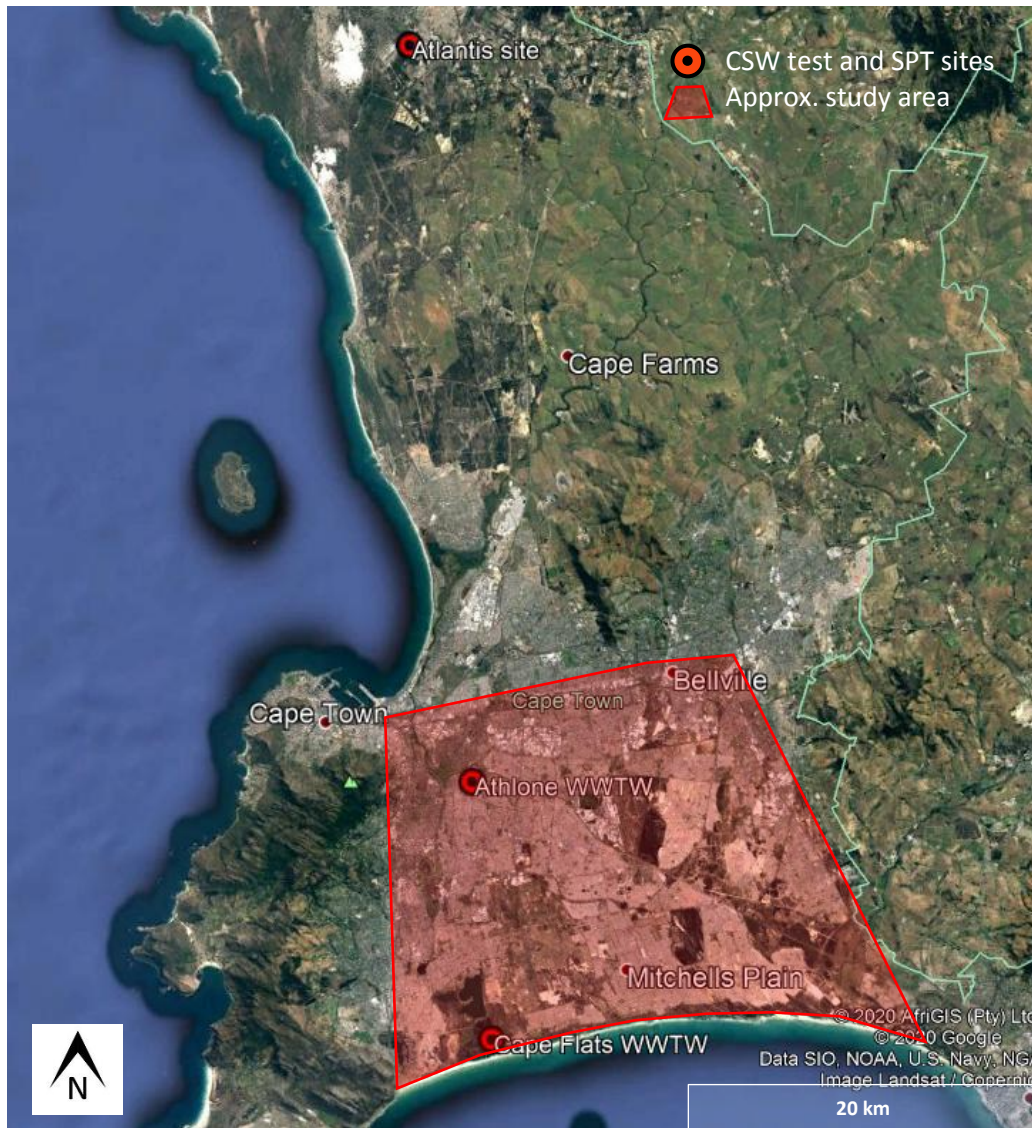 Atlantis site
CSW test and SPT sites
Approx. study area
Cape Farms
Bellville
Cape Town
Cape Town
Athlone WWTW
Mitchells Plain
Cape Flats WWTW
© 2020 AfriGIS (Pty) Ltd
© 2020 Google
Data SIO, NOAA, U.S. Navy, NGA
Image Landsat / Copernic
N
20 km